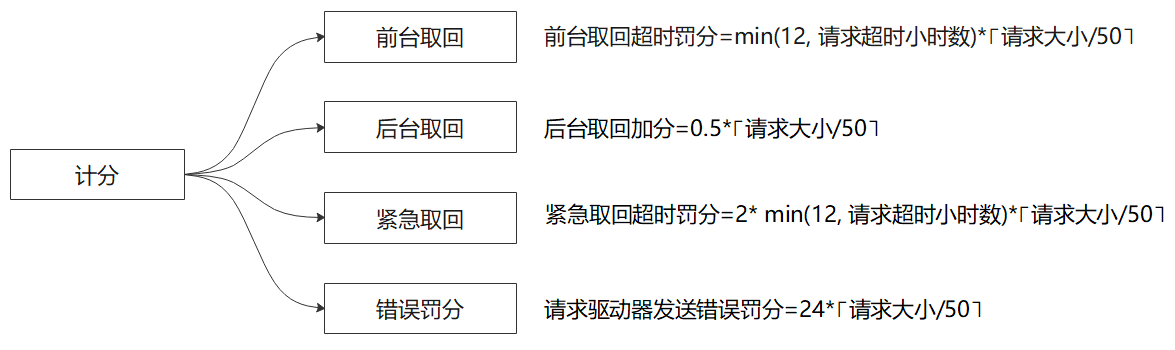 前台取回
前台取回超时罚分=min(12, 请求超时小时数)*⌈请求大小/50⌉
后台取回
后台取回加分=0.5*⌈请求大小/50⌉
计分
紧急取回
紧急取回超时罚分=2* min(12, 请求超时小时数)*⌈请求大小/50⌉
错误罚分
请求驱动器发送错误罚分=24*⌈请求大小/50⌉